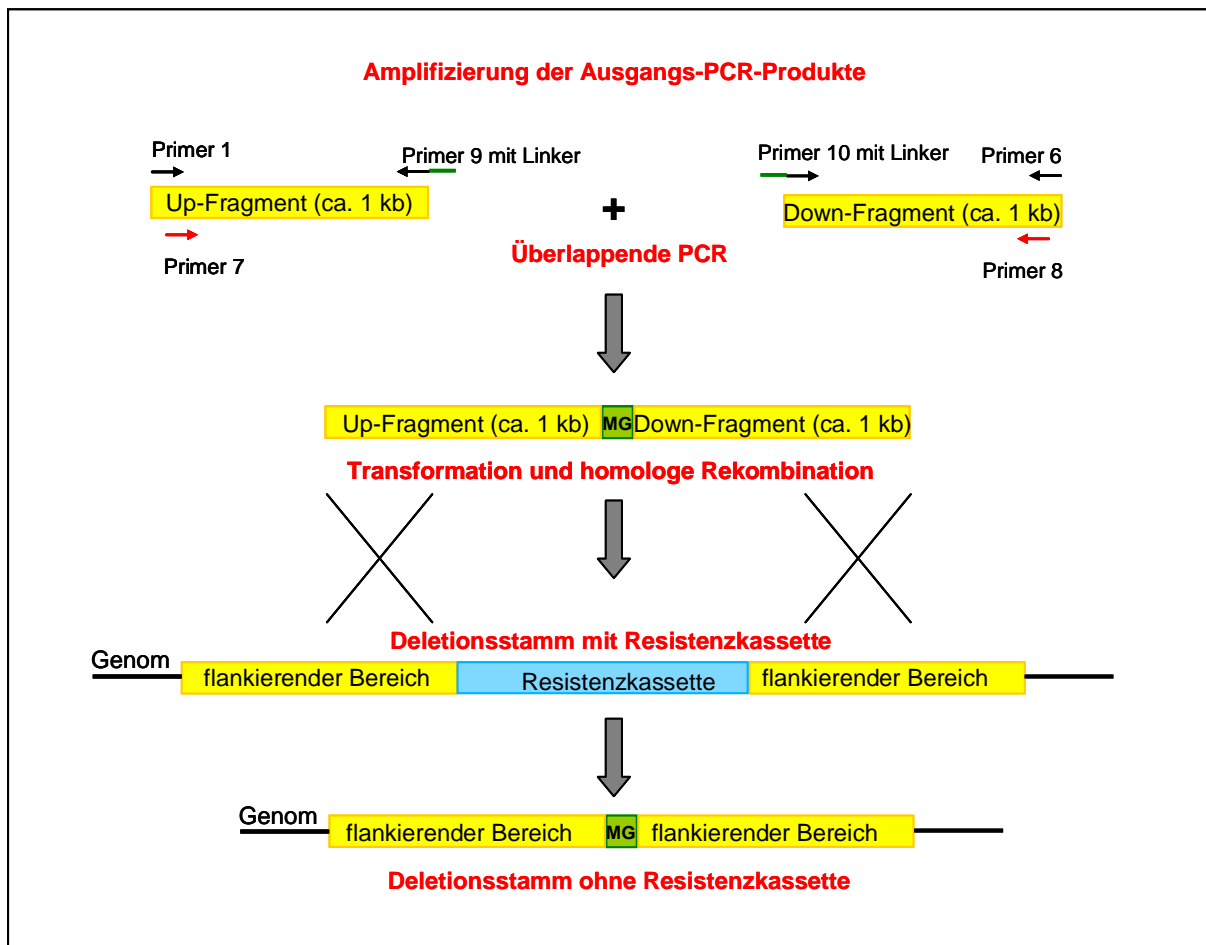 Amplifizierung der Ausgangs-PCR-Produkte
Primer 1
Primer 9 mit Linker
Primer 10 mit Linker
Primer 6
Up-Fragment (ca. 1 kb)
+
Down-Fragment (ca. 1 kb)
Überlappende PCR
Primer 7
Primer 8
Up-Fragment (ca. 1 kb)
MG
Down-Fragment (ca. 1 kb)
Transformation und homologe Rekombination
Deletionsstamm mit Resistenzkassette
Genom
flankierender Bereich
Resistenzkassette
flankierender Bereich
Genom
flankierender Bereich
MG
flankierender Bereich
Deletionsstamm ohne Resistenzkassette